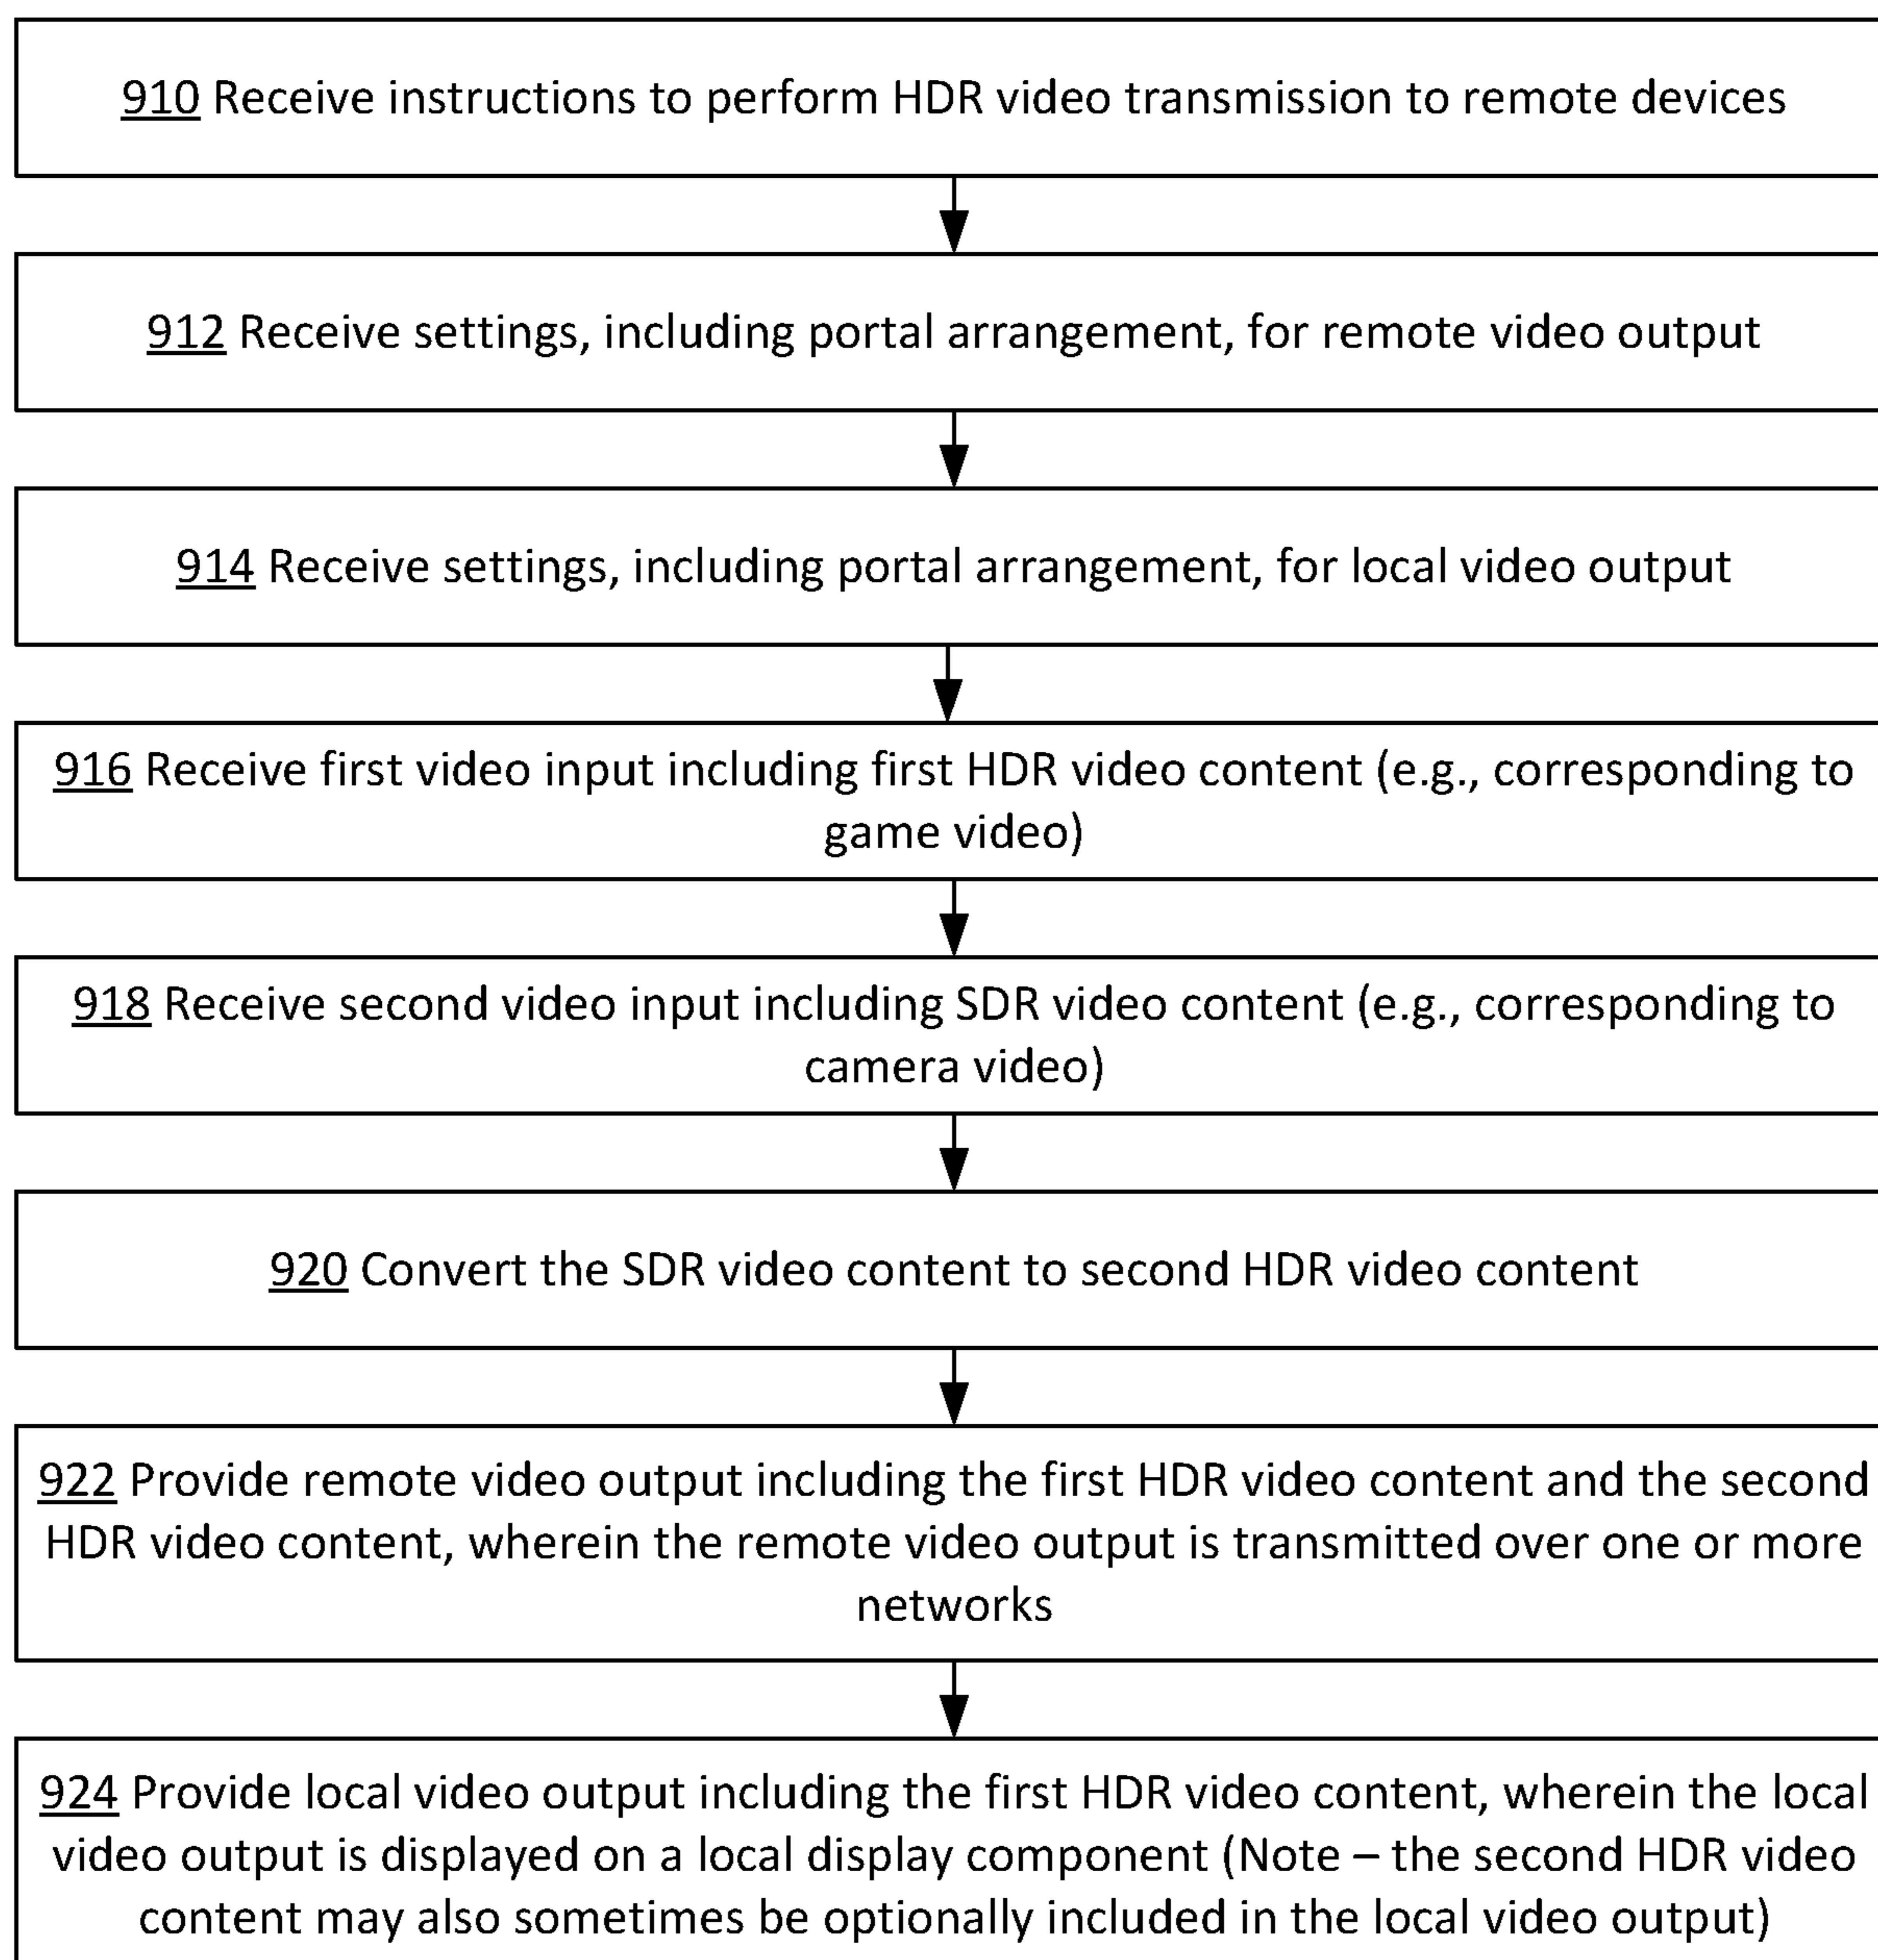 910 Receive instructions to perform HDR video transmission to remote devices
912 Receive settings, including portal arrangement, for remote video output
914 Receive settings, including portal arrangement, for local video output
916 Receive first video input including first HDR video content (e.g., corresponding to
game video)
918 Receive second video input including SDR video content (e.g., corresponding to
camera video)
920 Convert the SDR video content to second HDR video content
922 Provide remote video output including the first HDR video content and the second
HDR video content, wherein the remote video output is transmitted over one or more
networks
924 Provide local video output including the first HDR video content, wherein the local
video output is displayed on a local display component (Note – the second HDR video
content may also sometimes be optionally included in the local video output)